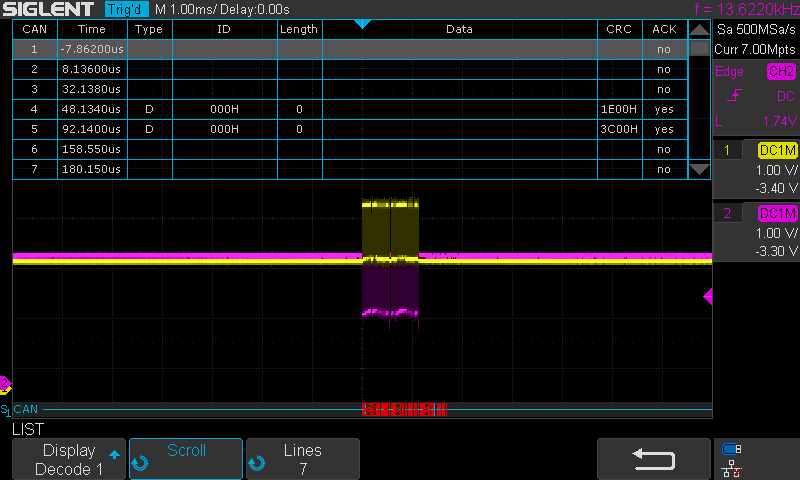 SIGLENT Trig'd M 1.00ms/ Delay:0.00s f = 13.6220kHz
Sa 500MSa/s
Curr 7.00Mpts
CAN Time Type ID Length Data CRC ACK
1 -7.86200us no
2 8.13600us no
3 32.1380us no
4 48.1340us D 000H 0 1E00H yes
5 92.1400us D 000H 0 3C00H yes
6 158.550us no
7 180.150us no
Edge CH2
DC
L 1.74V
1 DC1M
1.00 V/
-3.40 V
2 DC1M
1.00 V/
-3.30 V
2
S1 CAN
LIST
Display
Decode 1
Scroll
Lines
7